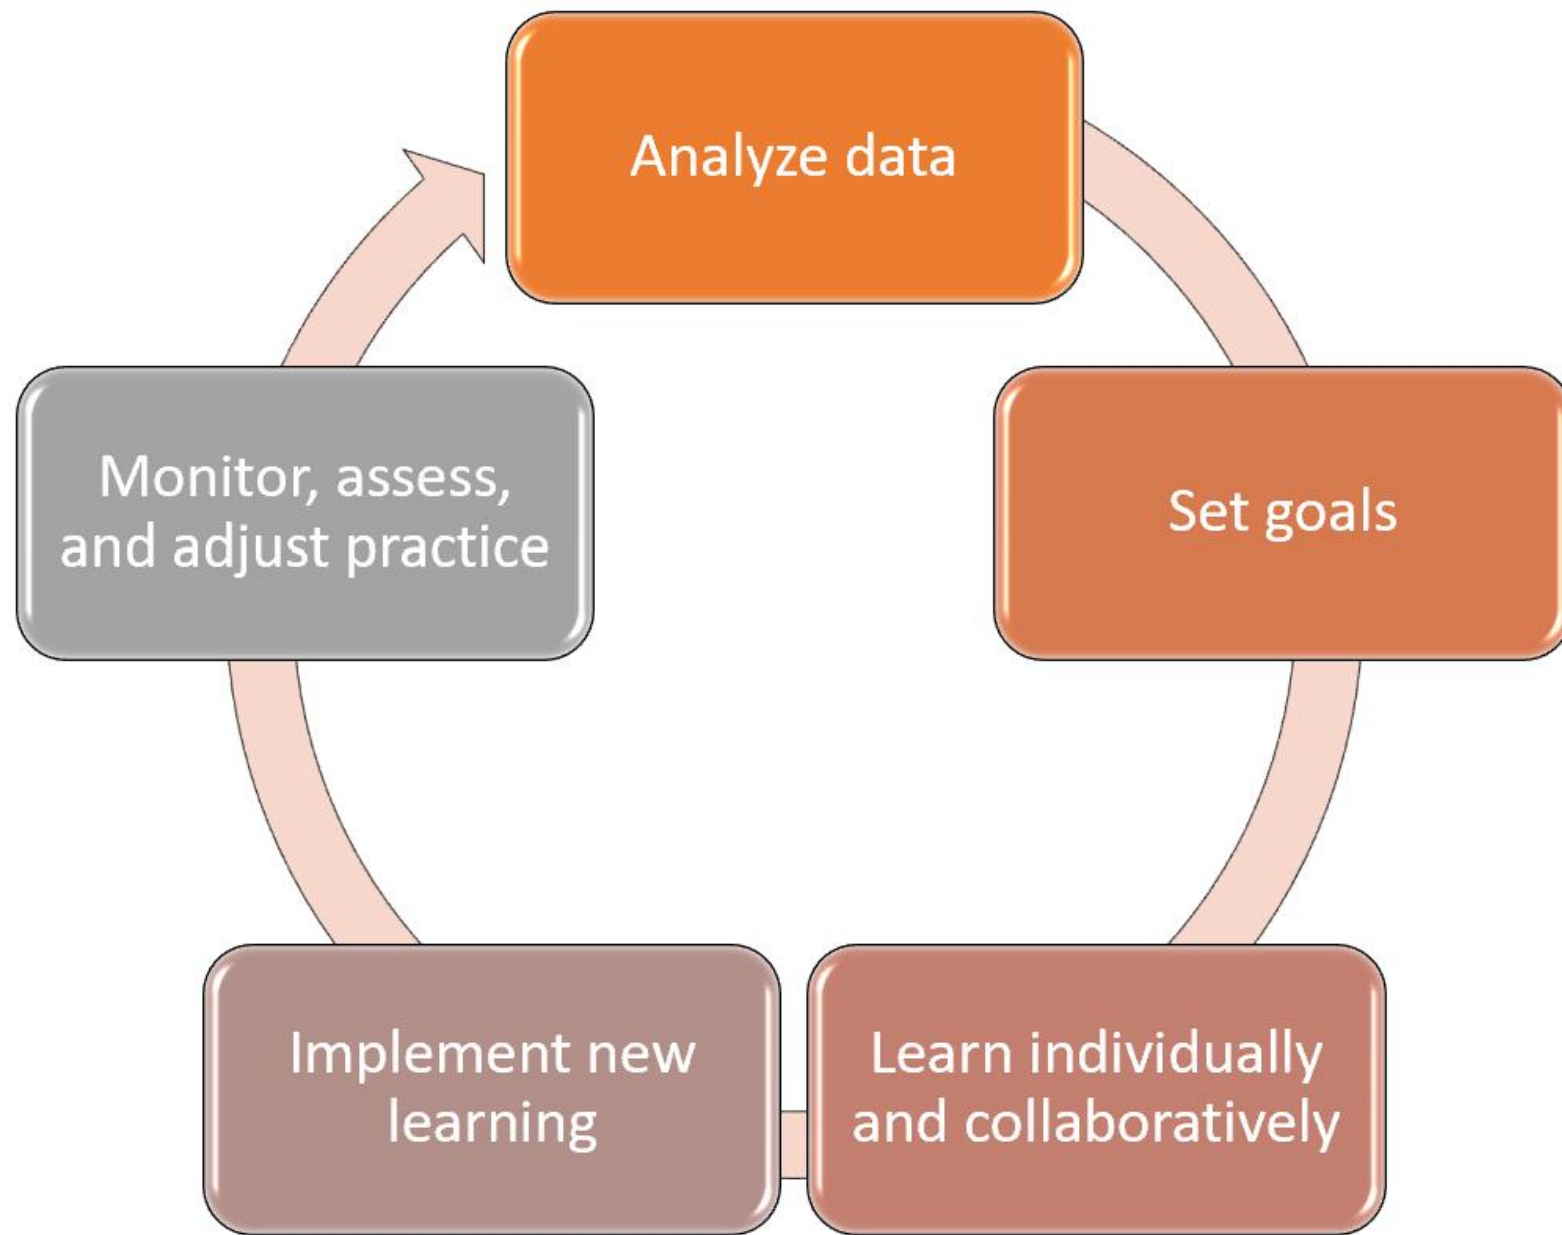 Analyze data
Set goals
Learn individually
and collaboratively
Implement new
learning
Monitor, assess,
and adjust practice